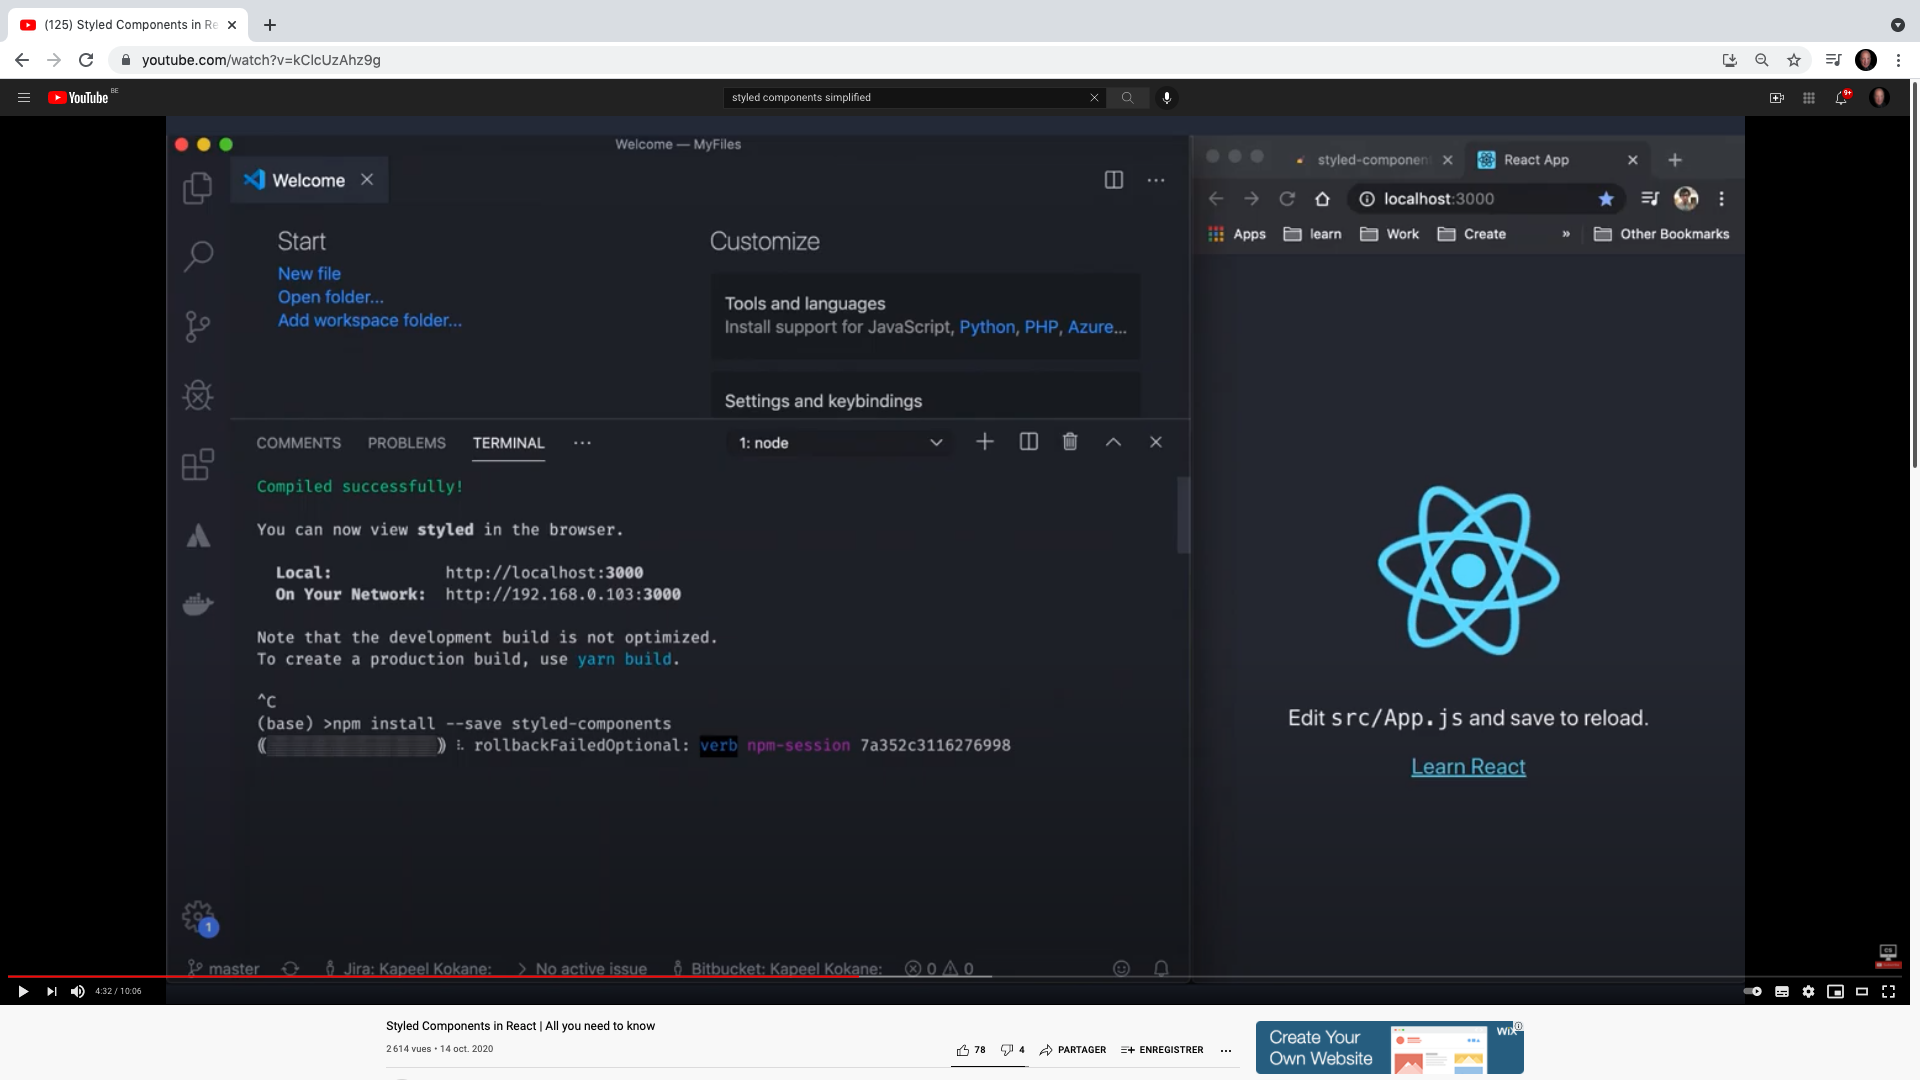 (125) Styled Components in Re
youtube.com/watch?v=kClcUzAhz9g
YouTube BE
styled components simplified
9+
Welcome — MyFiles
Welcome
Start
New file
Open folder...
Add workspace folder...
Customize
Tools and languages
Install support for JavaScript, Python, PHP, Azure...
Settings and keybindings
COMMENTS PROBLEMS TERMINAL ...
1: node
Compiled successfully!
You can now view styled in the browser.
Local: http://localhost:3000
On Your Network: http://192.168.0.103:3000
Note that the development build is not optimized.
To create a production build, use yarn build.
^C
(base) >npm install --save styled-components
rollbackFailedOptional: verb npm-session 7a352c3116276998
1
master Jira: Kapeel Kokane: No active issue Bitbucket: Kapeel Kokane: 0 0
styled-component
React App
localhost:3000
Apps learn Work Create » Other Bookmarks
Edit src/App.js and save to reload.
Learn React
4:32 / 10:06
Styled Components in React | All you need to know
2 614 vues • 14 oct. 2020
78 4 PARTAGER ENREGISTRER
Create Your
Own Website
WiX